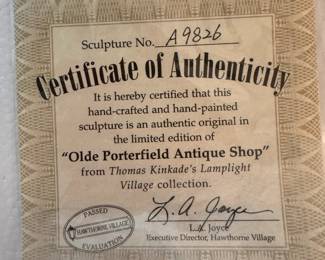 Sculpture No. A9826
Certificate of Authenticity
It is hereby certified that this
hand-crafted and hand-painted
sculpture is an authentic original in
the limited edition of
"Olde Porterfield Antique Shop"
from Thomas Kinkade's Lamplight
Village collection.
PASSED
HAWTHORNE VILLAGE
EVALUATION
L. A. Joyce
L.A. Joyce
Executive Director, Hawthorne Village